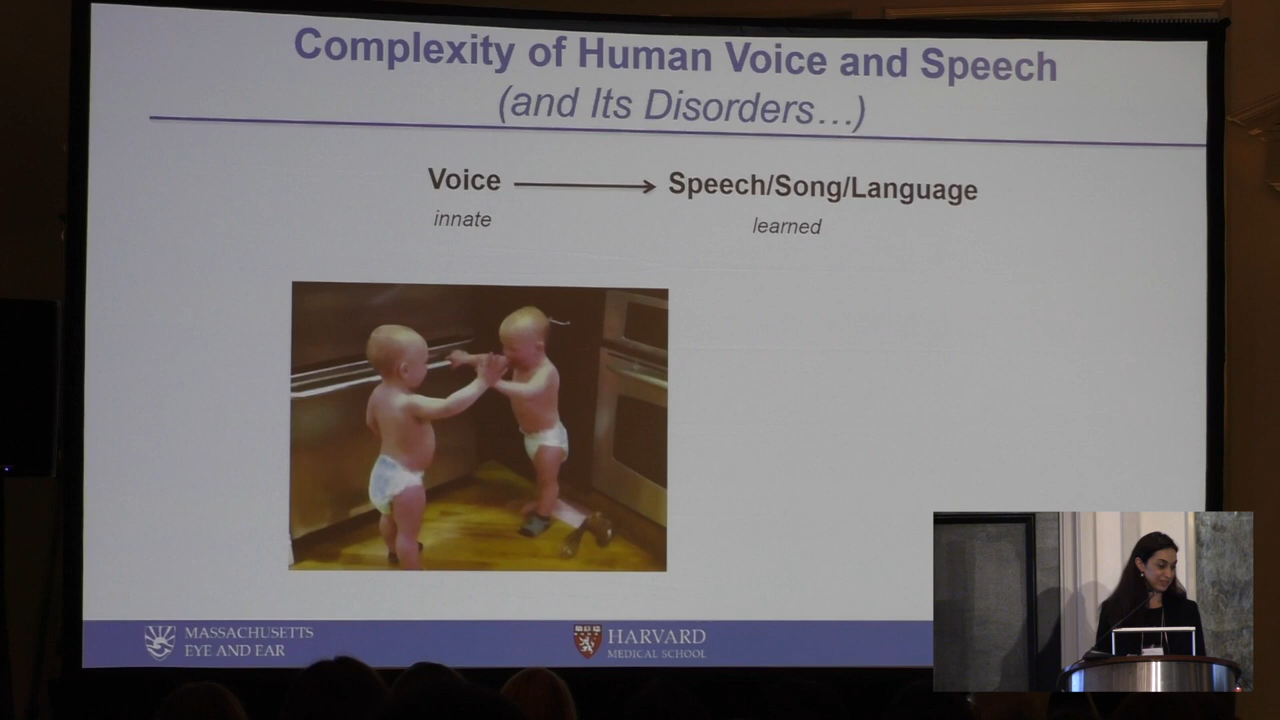 Complexity of Human Voice and Speech
(and Its Disorders...)
Voice → Speech/Song/Language
innate learned
MASSACHUSETTS
EYE AND EAR
HARVARD
MEDICAL SCHOOL